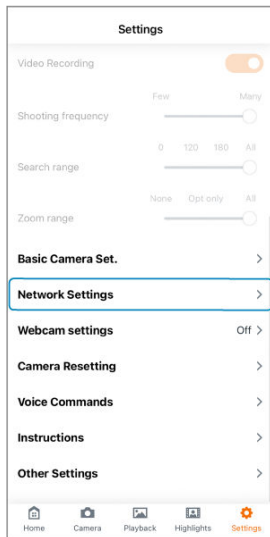 Settings
Video Recording
Few Many
Shooting frequency
0 120 180 All
Search range
None Opt only All
Zoom range
Basic Camera Set.
Network Settings
Webcam settings Off
Camera Resetting
Voice Commands
Instructions
Other Settings
Home Camera Playback Highlights Settings